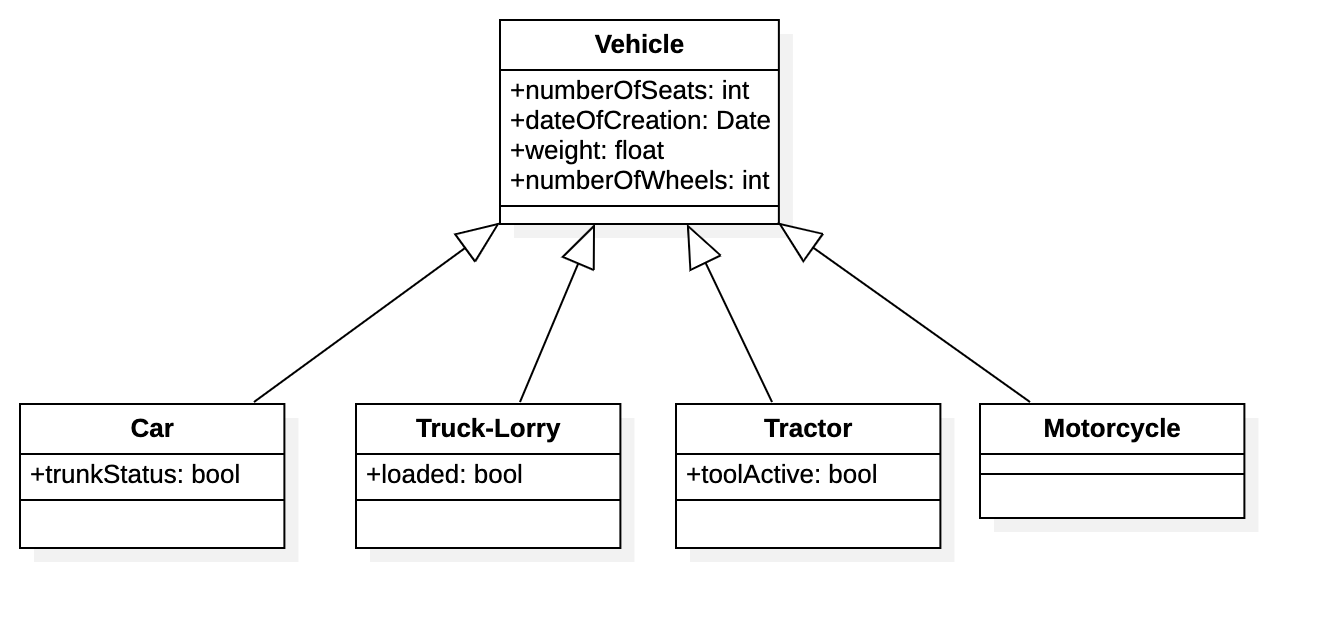 Vehicle
+numberOfSeats: int
+dateOfCreation: Date
+weight: float
+numberOfWheels: int
Car
+trunkStatus: bool
Truck-Lorry
+loaded: bool
Tractor
+toolActive: bool
Motorcycle